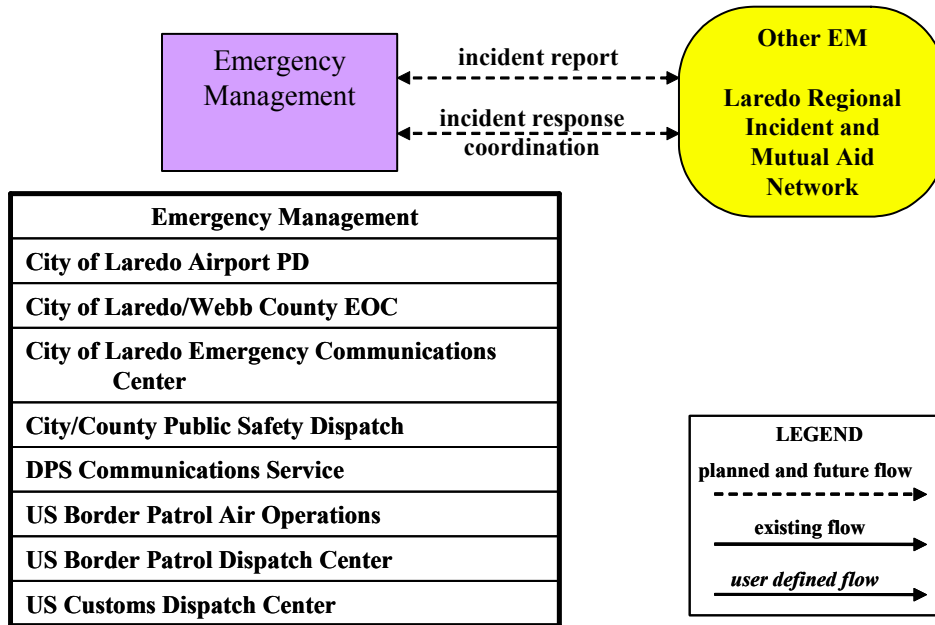 Emergency
Management
incident report
incident response
coordination
Other EM
Laredo Regional
Incident and
Mutual Aid
Network
Emergency Management
City of Laredo Airport PD
City of Laredo/Webb County EOC
City of Laredo Emergency Communications
Center
City/County Public Safety Dispatch
DPS Communications Service
US Border Patrol Air Operations
US Border Patrol Dispatch Center
US Customs Dispatch Center
LEGEND
planned and future flow
existing flow
user defined flow